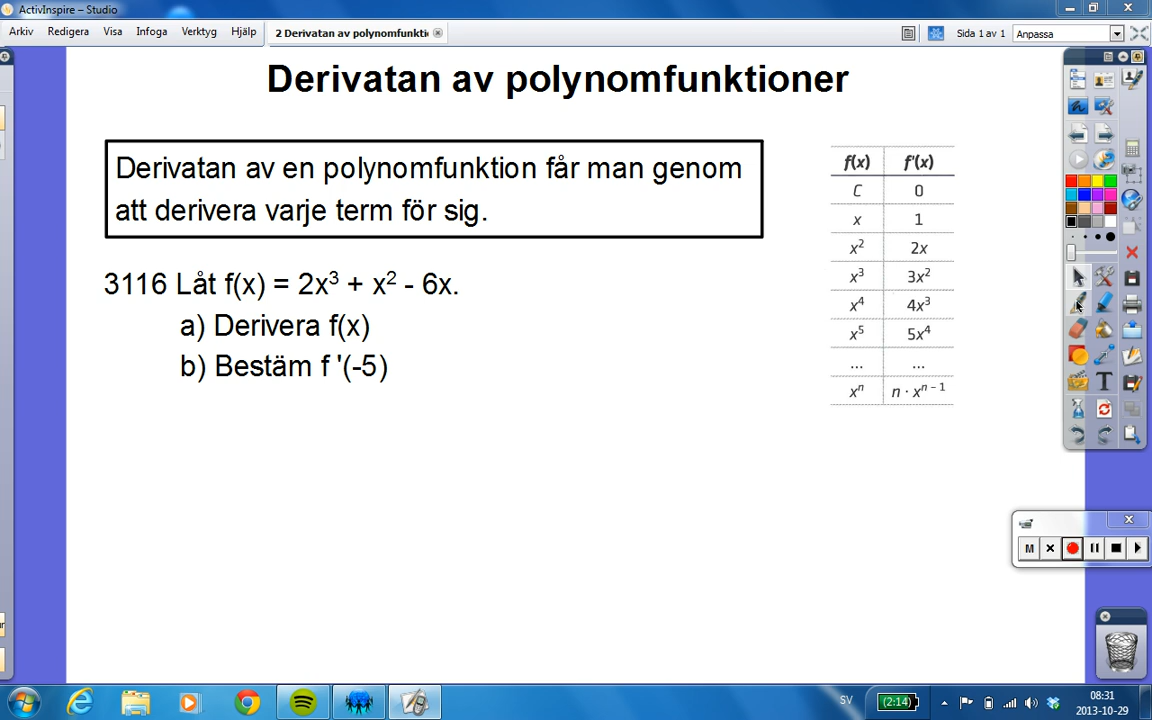 ActivInspire – Studio
Arkiv Redigera Visa Infoga Verktyg Hjälp 2 Derivatan av polynomfunktio Sida 1 av 1 Anpassa
Derivatan av polynomfunktioner
Derivatan av en polynomfunktion får man genom
att derivera varje term för sig.
3116 Låt f(x) = 2x³ + x² - 6x.
a) Derivera f(x)
b) Bestäm f '(-5)
f(x) f'(x)
C 0
x 1
x² 2x
x³ 3x²
x⁴ 4x³
x⁵ 5x⁴
... ...
xⁿ n · xⁿ⁻¹
T
M
SV (2:14) 08:31
2013-10-29